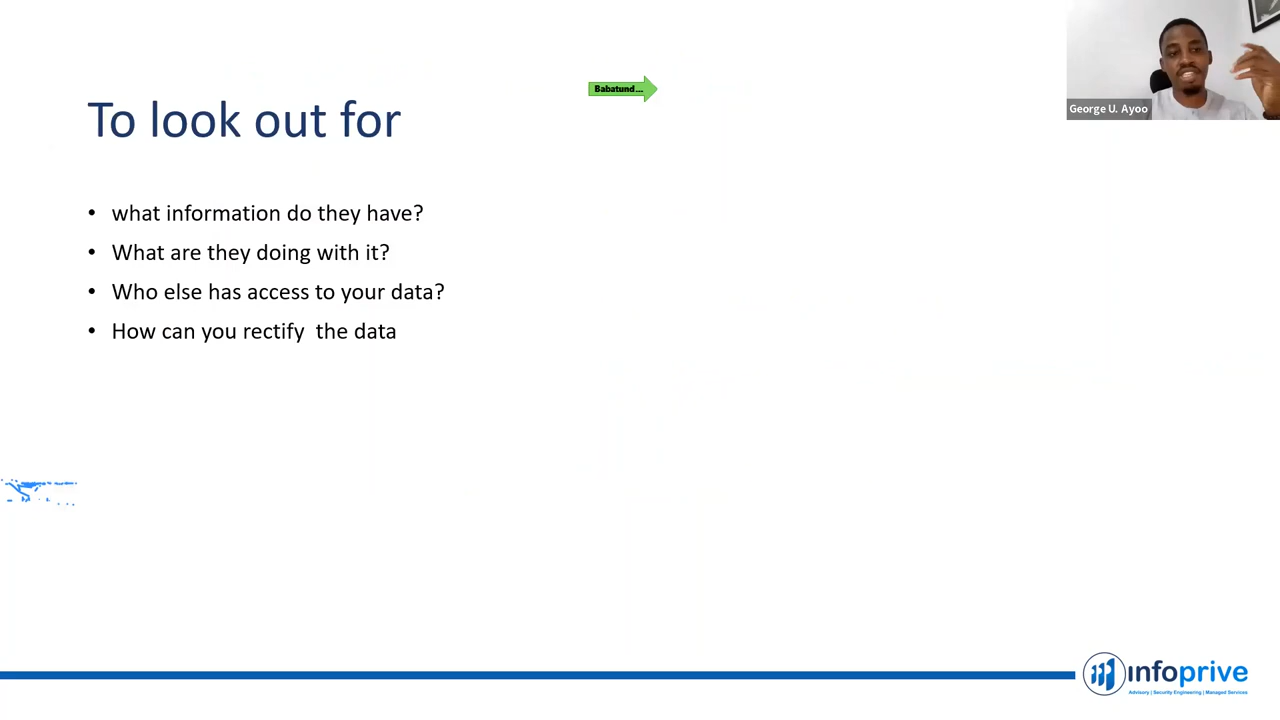 Babatund...
George U. Ayoo
To look out for
• what information do they have?
• What are they doing with it?
• Who else has access to your data?
• How can you rectify  the data
infoprive
Advisory | Security Engineering | Managed Services